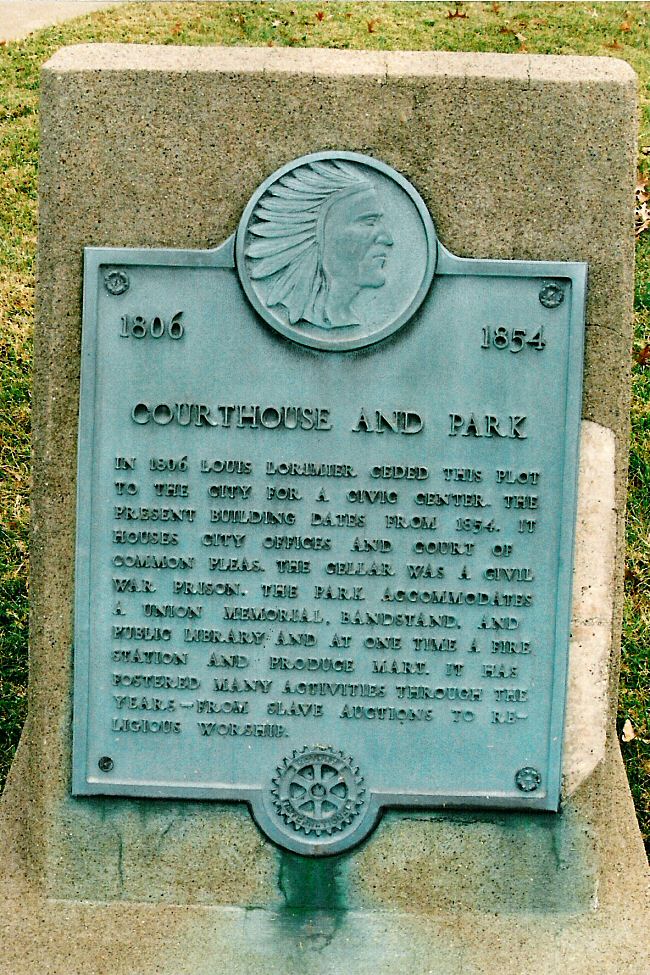 1806
1854
COURTHOUSE AND PARK
IN 1806 LOUIS LORIMIER CEDED THIS PLOT
TO THE CITY FOR A CIVIC CENTER. THE
PRESENT BUILDING DATES FROM 1854. IT
HOUSES CITY OFFICES AND COURT OF
COMMON PLEAS. THE CELLAR WAS A CIVIL
WAR PRISON. THE PARK ACCOMMODATES
A UNION MEMORIAL, BANDSTAND, AND
PUBLIC LIBRARY, AND AT ONE TIME A FIRE
STATION AND PRODUCE MART. IT HAS
FOSTERED MANY ACTIVITIES THROUGH THE
YEARS—FROM SLAVE AUCTIONS TO RE-
LIGIOUS WORSHIP.